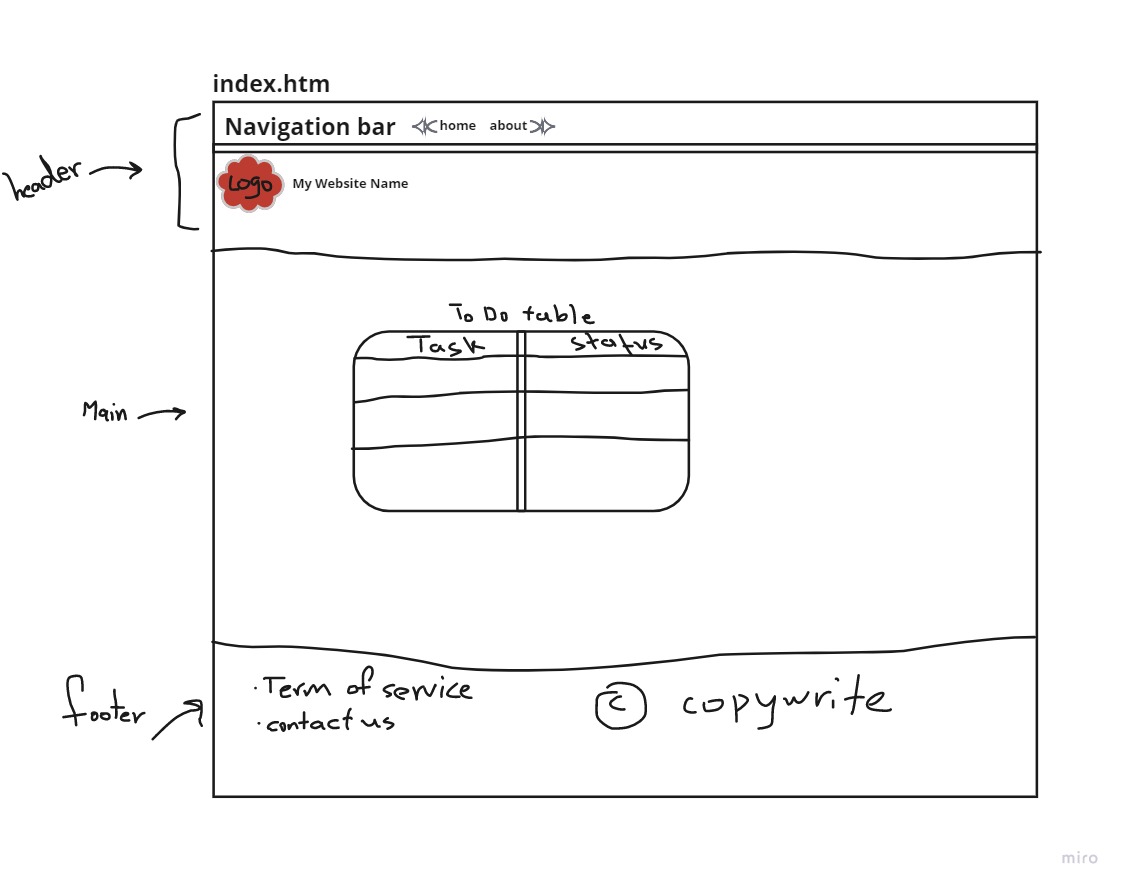 index.htm
Navigation bar home about
header
Logo My Website Name
To Do table
Task status
Main
· Term of service
· contact us
© copywrite
footer
miro